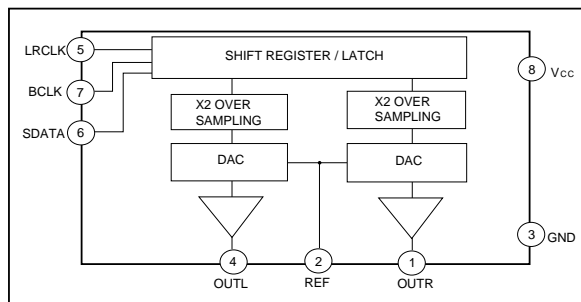 LRCLK 5
SHIFT REGISTER / LATCH
8 Vcc
BCLK 7
X2 OVER
SAMPLING
X2 OVER
SAMPLING
SDATA 6
DAC
DAC
3 GND
4
2
1
OUTL
REF
OUTR